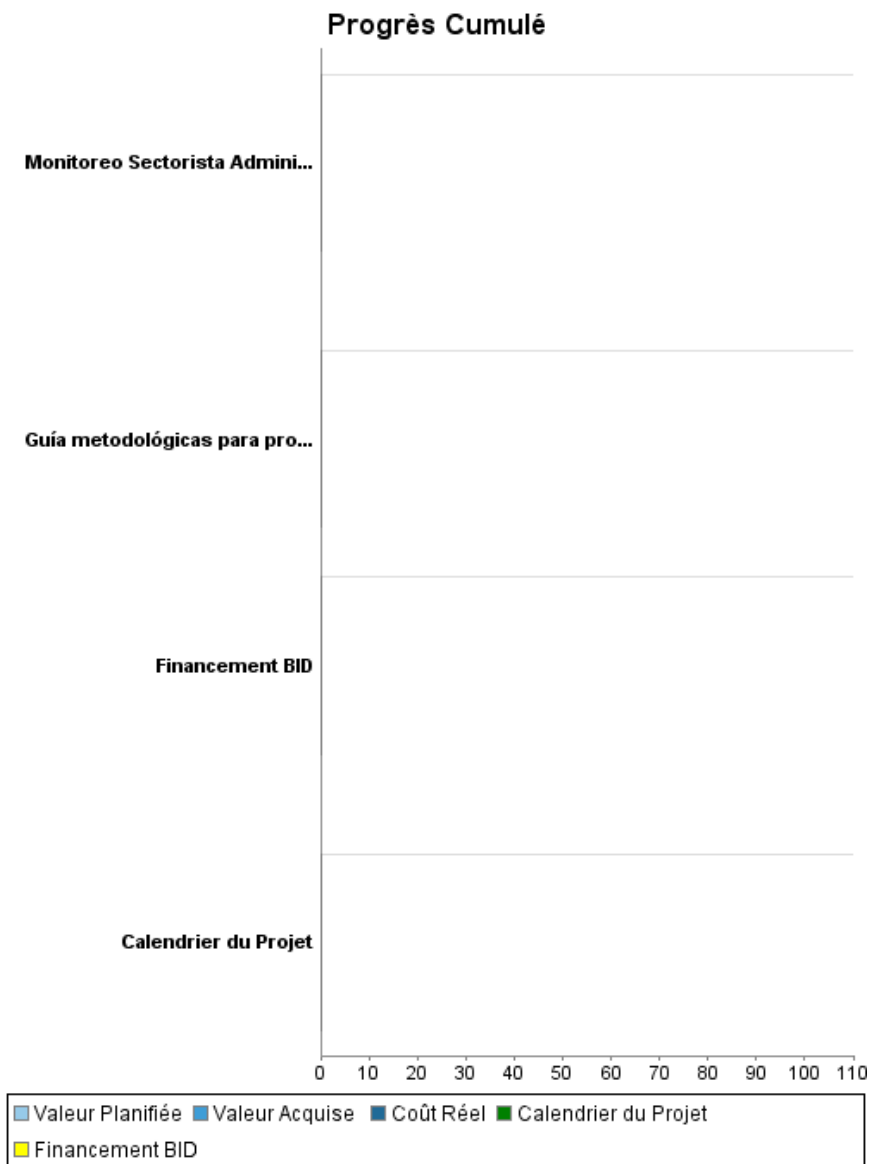 Progrès Cumulé
Monitoreo Sectorista Admini...
Guía metodológicas para pro...
Financement BID
Calendrier du Projet
0 10 20 30 40 50 60 70 80 90 100 110
Valeur Planifiée Valeur Acquise Coût Réel Calendrier du Projet
Financement BID